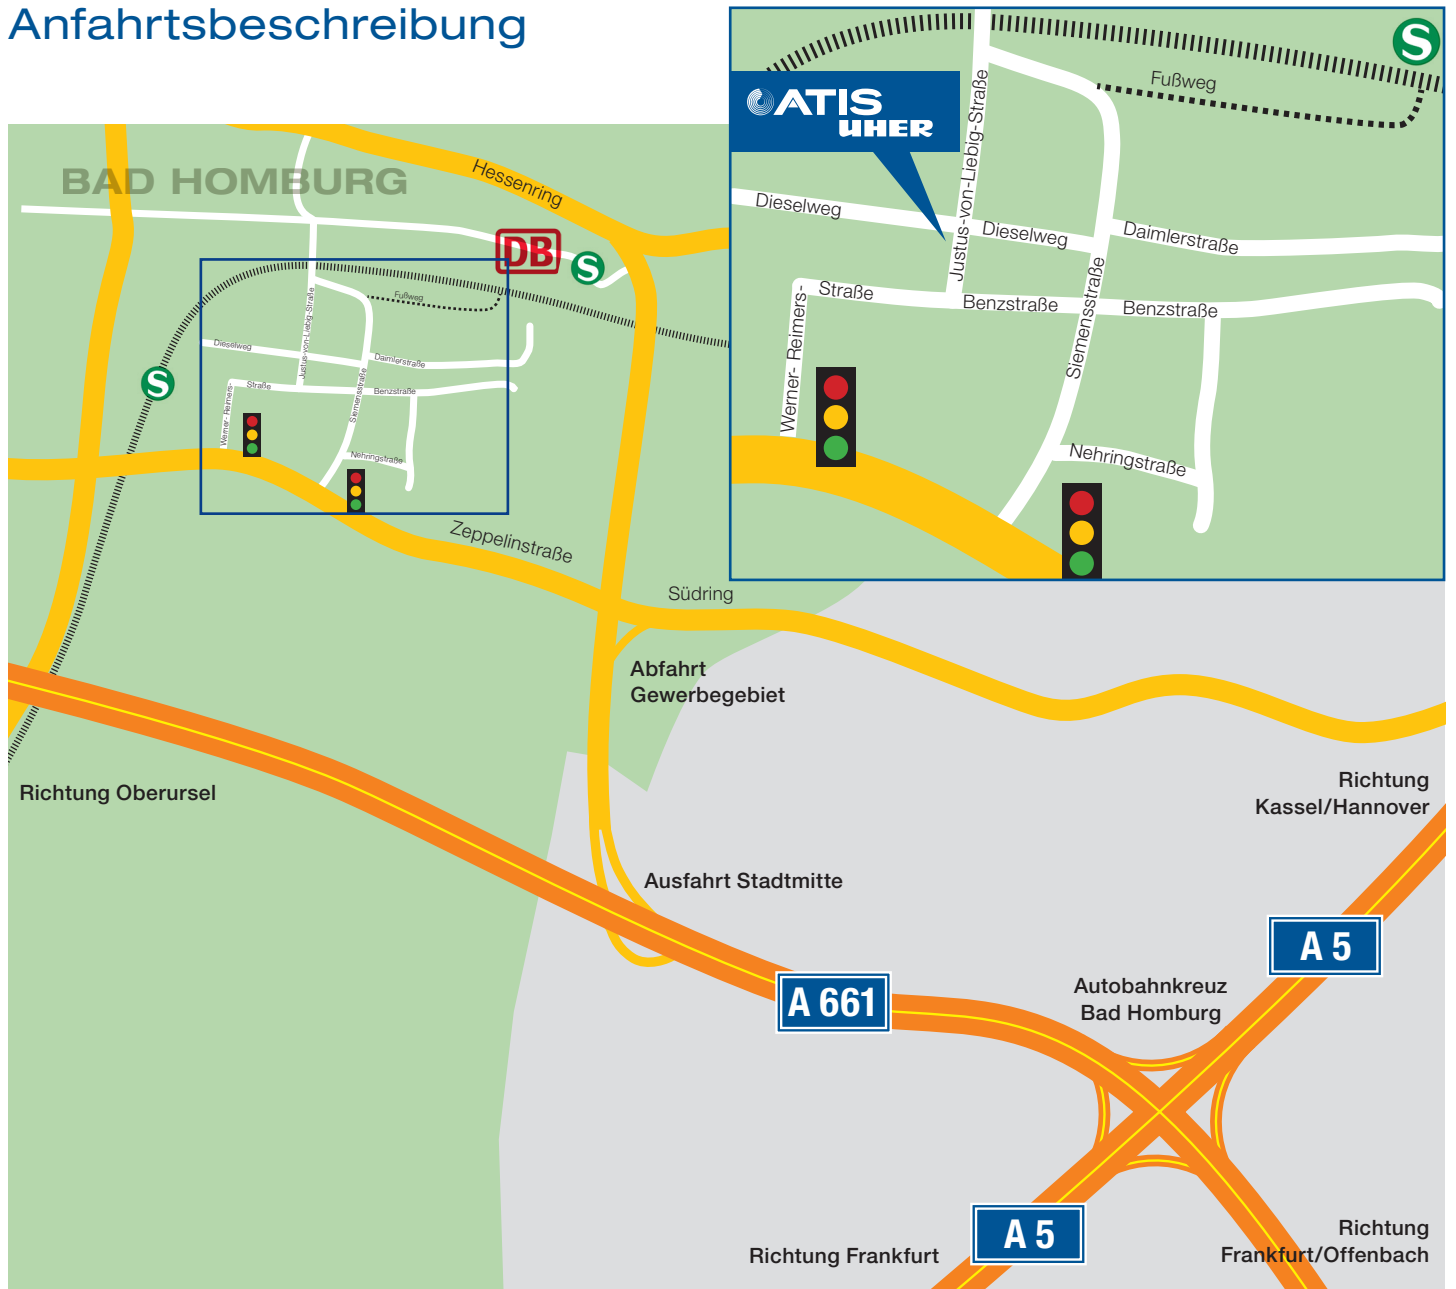 Anfahrtsbeschreibung
S
Fußweg
ATIS
UHER
Justus-von-Liebig-Straße
Dieselweg
Dieselweg
Daimlerstraße
Werner- Reimers-
Straße
Benzstraße
Siemensstraße
Benzstraße
Nehringstraße
BAD HOMBURG
Hessenring
DB
S
Fußweg
Justus-von-Liebig-Straße
Dieselweg
Daimlerstraße
S
Werner- Reimers-
Straße
Siemensstraße
Benzstraße
Nehringstraße
Zeppelinstraße
Südring
Abfahrt
Gewerbegebiet
Richtung Oberursel
Richtung
Kassel/Hannover
Ausfahrt Stadtmitte
A 5
A 661
Autobahnkreuz
Bad Homburg
A 5
Richtung Frankfurt
Richtung
Frankfurt/Offenbach